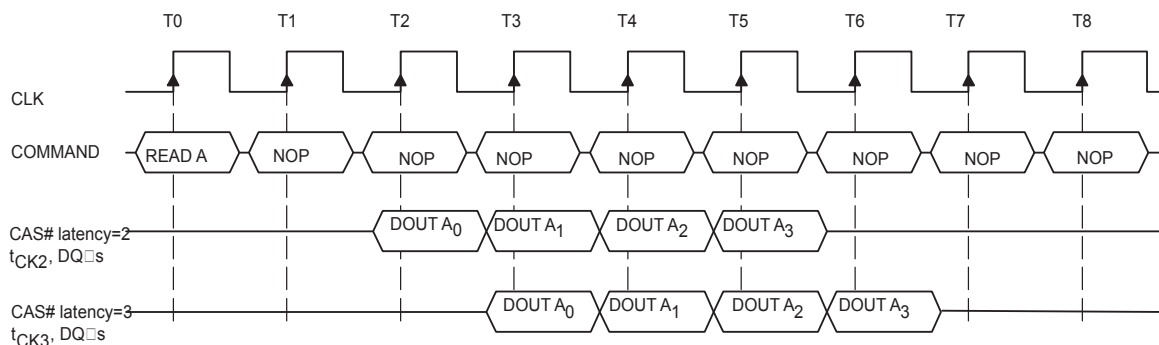 T0 T1 T2 T3 T4 T5 T6 T7 T8
CLK
COMMAND READ A NOP NOP NOP NOP NOP NOP NOP NOP
CAS# latency=2 DOUT A0 DOUT A1 DOUT A2 DOUT A3
tCK2, DQ□s
CAS# latency=3 DOUT A0 DOUT A1 DOUT A2 DOUT A3
tCK3, DQ□s